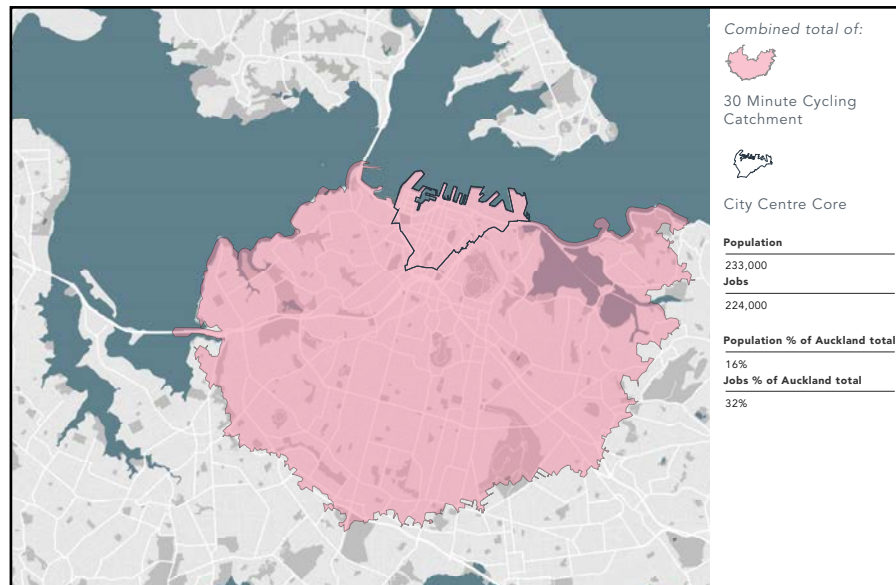 Combined total of:
30 Minute Cycling
Catchment
City Centre Core
Population
233,000
Jobs
224,000
Population % of Auckland total
16%
Jobs % of Auckland total
32%